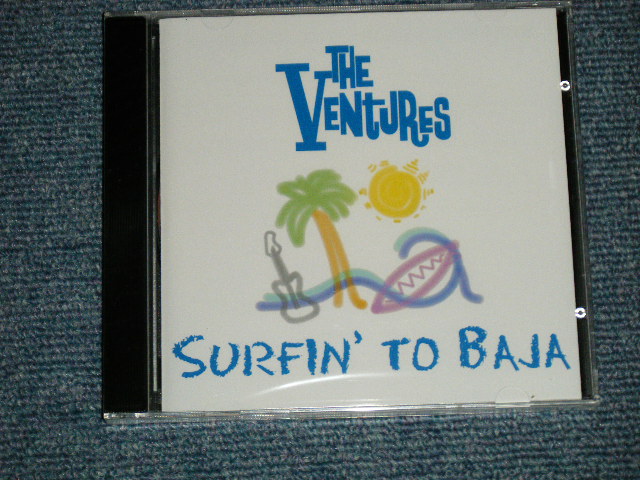 THE
VENTURES
SURFIN' TO BAJA